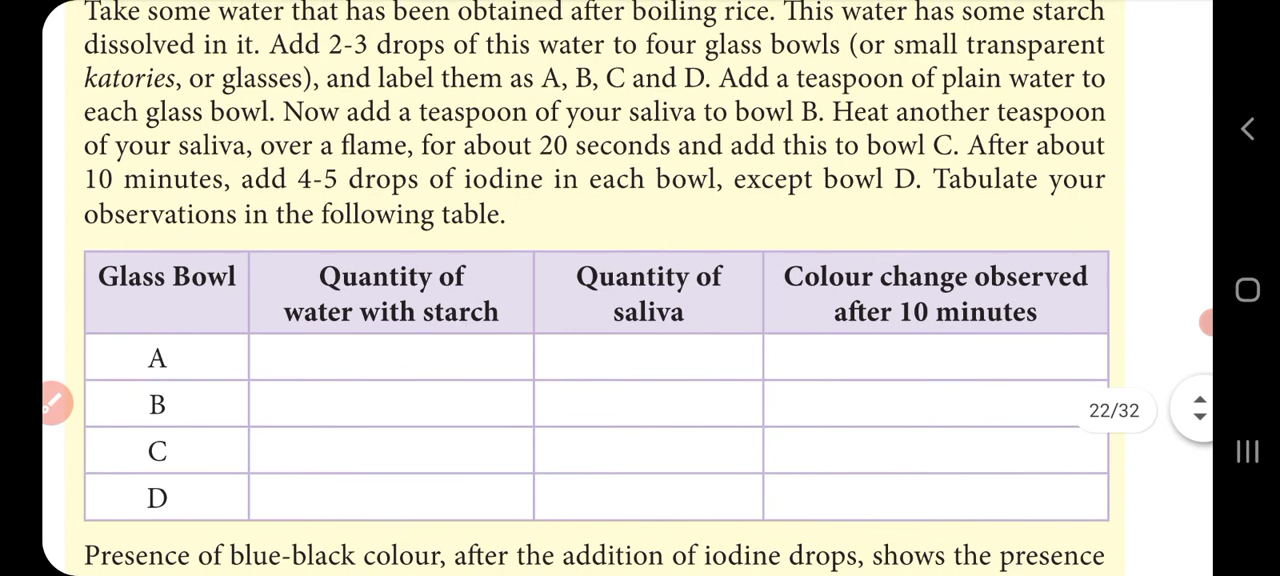 Take some water that has been obtained after boiling rice. This water has some starch
dissolved in it. Add 2-3 drops of this water to four glass bowls (or small transparent
katories, or glasses), and label them as A, B, C and D. Add a teaspoon of plain water to
each glass bowl. Now add a teaspoon of your saliva to bowl B. Heat another teaspoon
of your saliva, over a flame, for about 20 seconds and add this to bowl C. After about
10 minutes, add 4-5 drops of iodine in each bowl, except bowl D. Tabulate your
observations in the following table.
Glass Bowl Quantity of water with starch Quantity of saliva Colour change observed after 10 minutes
A
B
C
D
22/32
Presence of blue-black colour, after the addition of iodine drops, shows the presence